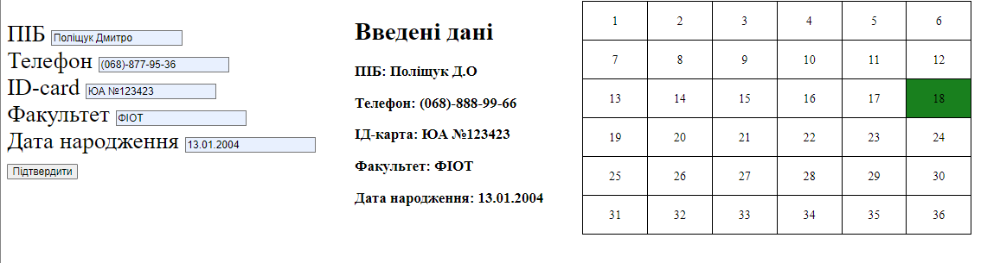 ПІБ Поліщук Дмитро
Телефон (068)-877-95-36
ID-card ЮА №123423
Факультет ФІОТ
Дата народження 13.01.2004
Підтвердити
Введені дані
ПІБ: Поліщук Д.О
Телефон: (068)-888-99-66
ІД-карта: ЮА №123423
Факультет: ФІОТ
Дата народження: 13.01.2004
1 2 3 4 5 6
7 8 9 10 11 12
13 14 15 16 17 18
19 20 21 22 23 24
25 26 27 28 29 30
31 32 33 34 35 36